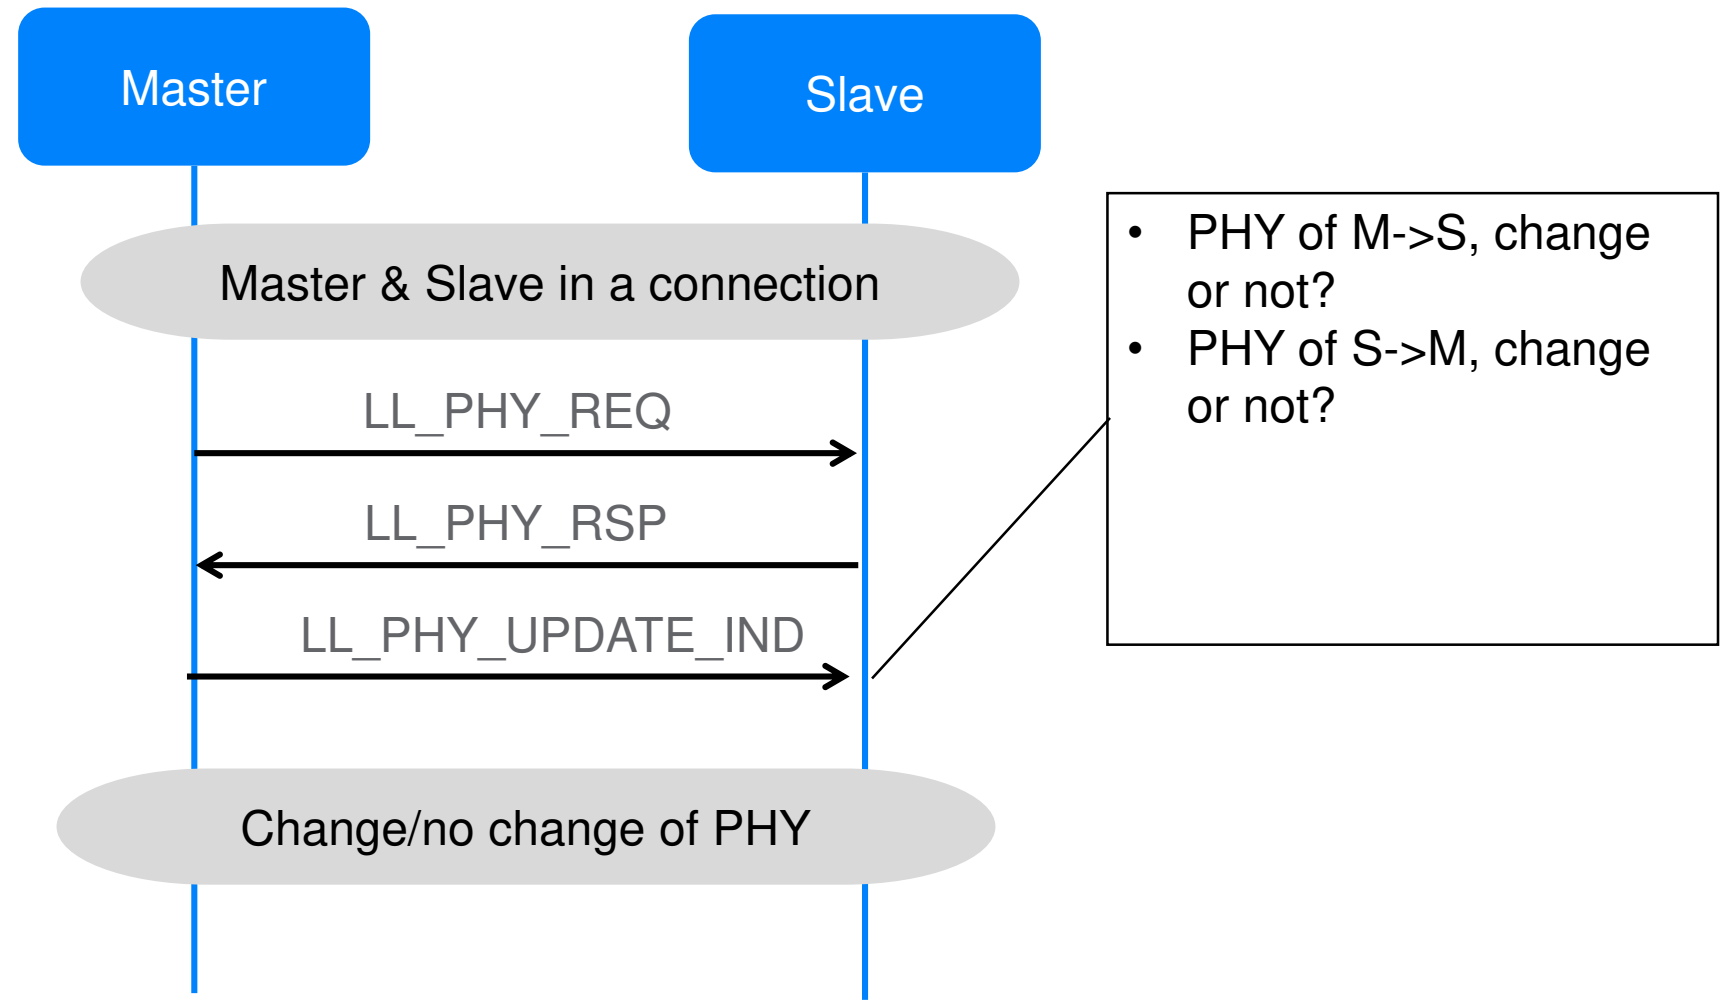 Master
Slave
Master & Slave in a connection
• PHY of M->S, change
or not?
• PHY of S->M, change
or not?
LL_PHY_REQ
LL_PHY_RSP
LL_PHY_UPDATE_IND
Change/no change of PHY